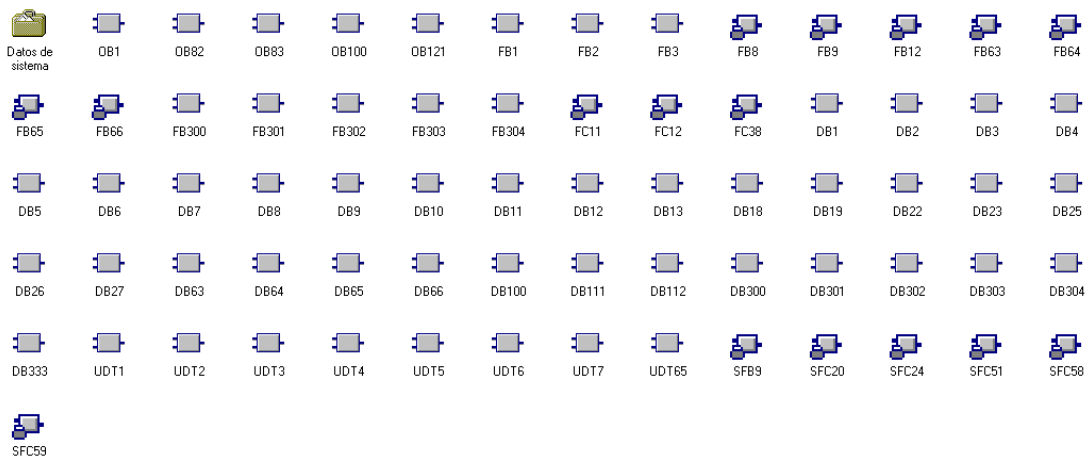 Datos de sistema OB1 OB82 OB83 OB100 OB121 FB1 FB2 FB3 FB8 FB9 FB12 FB63 FB64
FB65 FB66 FB300 FB301 FB302 FB303 FB304 FC11 FC12 FC38 DB1 DB2 DB3 DB4
DB5 DB6 DB7 DB8 DB9 DB10 DB11 DB12 DB13 DB18 DB19 DB22 DB23 DB25
DB26 DB27 DB63 DB64 DB65 DB66 DB100 DB111 DB112 DB300 DB301 DB302 DB303 DB304
DB333 UDT1 UDT2 UDT3 UDT4 UDT5 UDT6 UDT7 UDT65 SFB9 SFC20 SFC24 SFC51 SFC58
SFC59